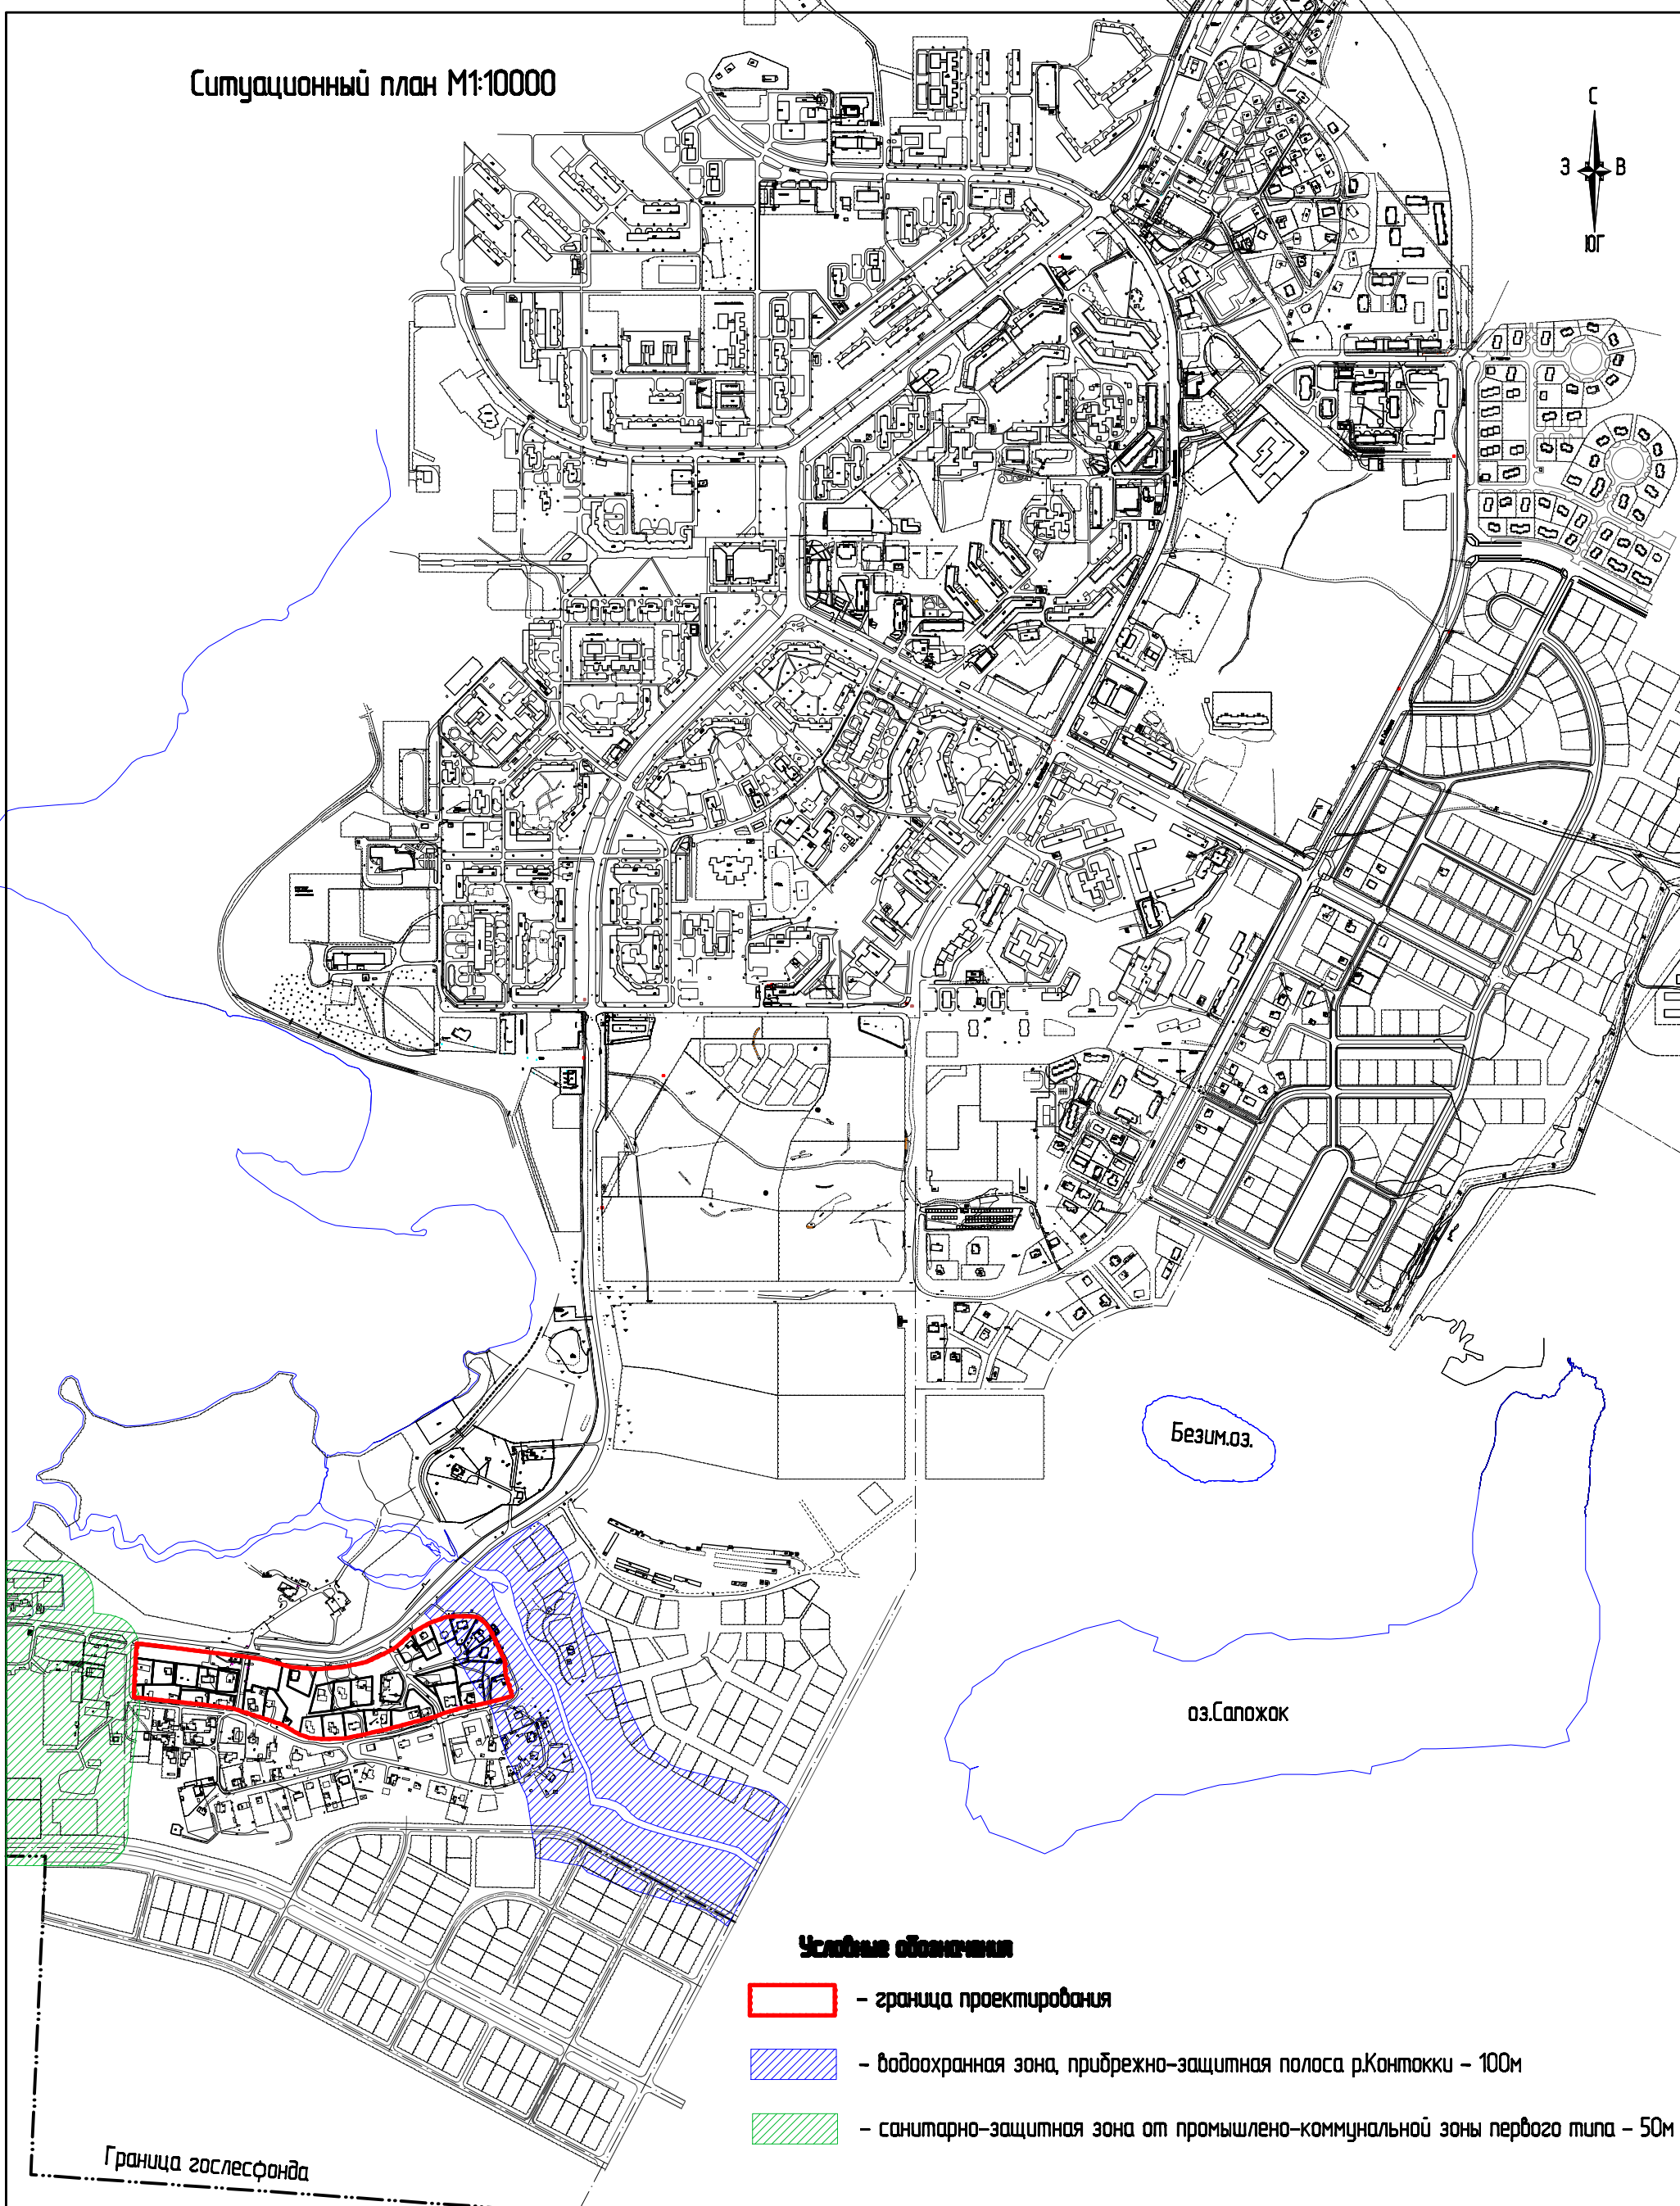 Ситуационный план М1:10000
С
З В
ЮГ
Безим.оз.
оз.Сапожок
Условные обозначения
- граница проектирования
- водоохранная зона, прибрежно-защитная полоса р.Контокки - 100м
- санитарно-защитная зона от промышлено-коммунальной зоны первого типа - 50м
Граница гослесфонда